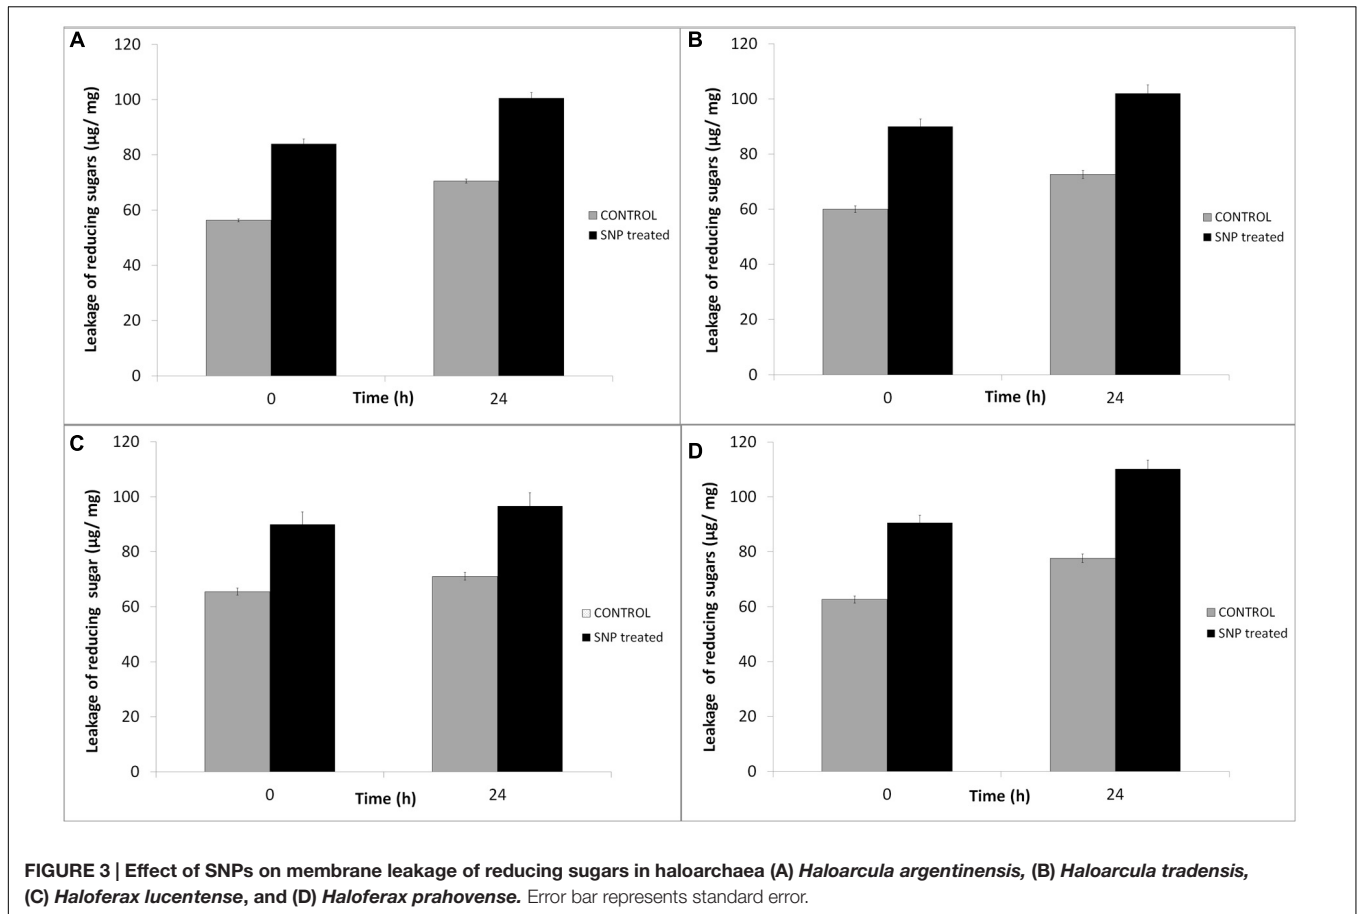 A
120
100
80
60
40
20
0
Leakage of reducing sugars (µg/ mg)
0
Time (h)
24
CONTROL
SNP treated
B
120
100
80
60
40
20
0
Leakage of reducing sugars (µg/ mg)
0
Time (h)
24
CONTROL
SNP treated
C
120
100
80
60
40
20
0
Leakage of reducing sugar (µg/ mg)
0
Time (h)
24
CONTROL
SNP treated
D
120
100
80
60
40
20
0
Leakage of reducing sugars (µg/ mg)
0
Time (h)
24
CONTROL
SNP treated
FIGURE 3 | Effect of SNPs on membrane leakage of reducing sugars in haloarchaea (A) Haloarcula argentinensis, (B) Haloarcula tradensis,
(C) Haloferax lucentense, and (D) Haloferax prahovense. Error bar represents standard error.